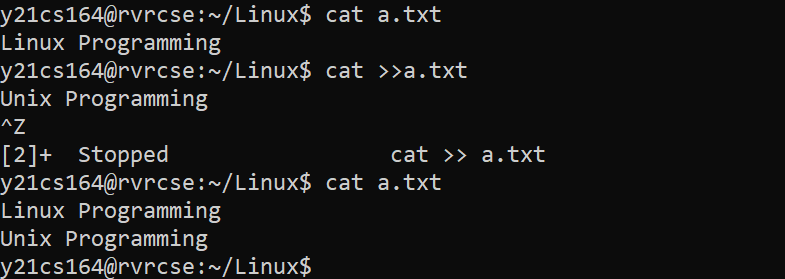 y21cs164@rvrcse:~/Linux$ cat a.txt
Linux Programming
y21cs164@rvrcse:~/Linux$ cat >>a.txt
Unix Programming
^Z
[2]+  Stopped                 cat >> a.txt
y21cs164@rvrcse:~/Linux$ cat a.txt
Linux Programming
Unix Programming
y21cs164@rvrcse:~/Linux$